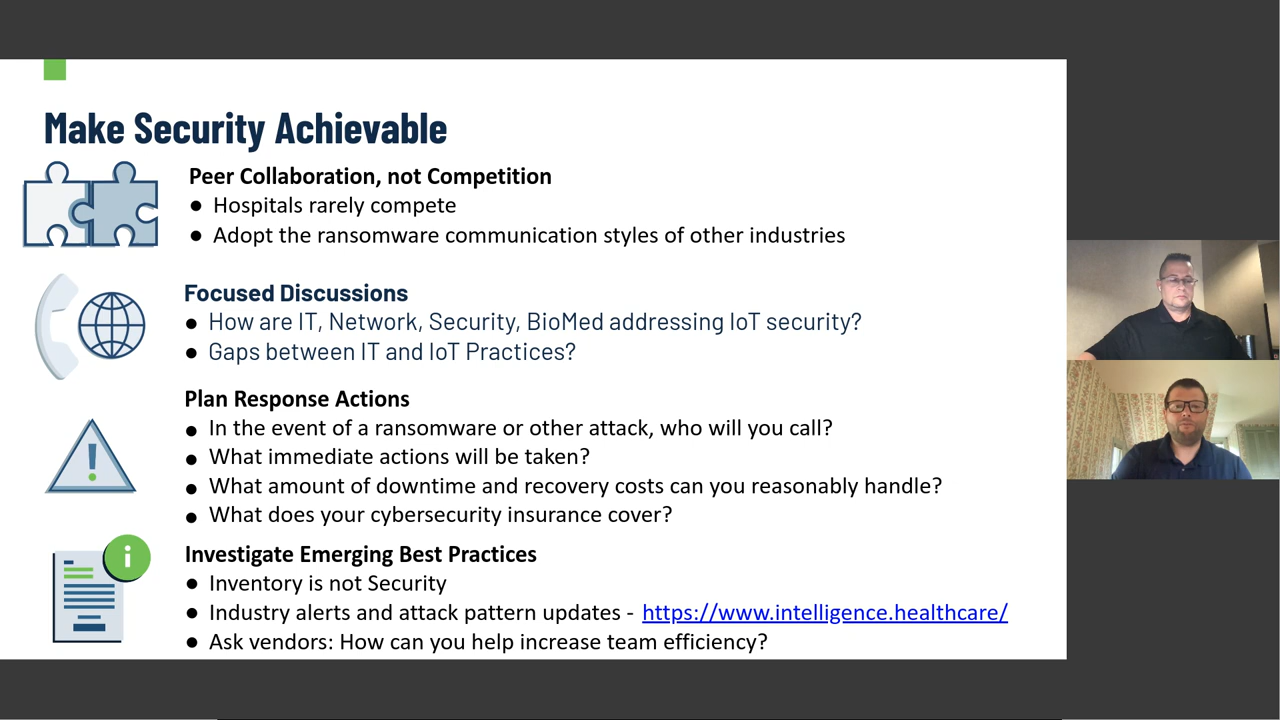 Make Security Achievable
Peer Collaboration, not Competition
● Hospitals rarely compete
● Adopt the ransomware communication styles of other industries
Focused Discussions
● How are IT, Network, Security, BioMed addressing IoT security?
● Gaps between IT and IoT Practices?
Plan Response Actions
● In the event of a ransomware or other attack, who will you call?
● What immediate actions will be taken?
● What amount of downtime and recovery costs can you reasonably handle?
● What does your cybersecurity insurance cover?
i
Investigate Emerging Best Practices
● Inventory is not Security
● Industry alerts and attack pattern updates - https://www.intelligence.healthcare/
● Ask vendors: How can you help increase team efficiency?